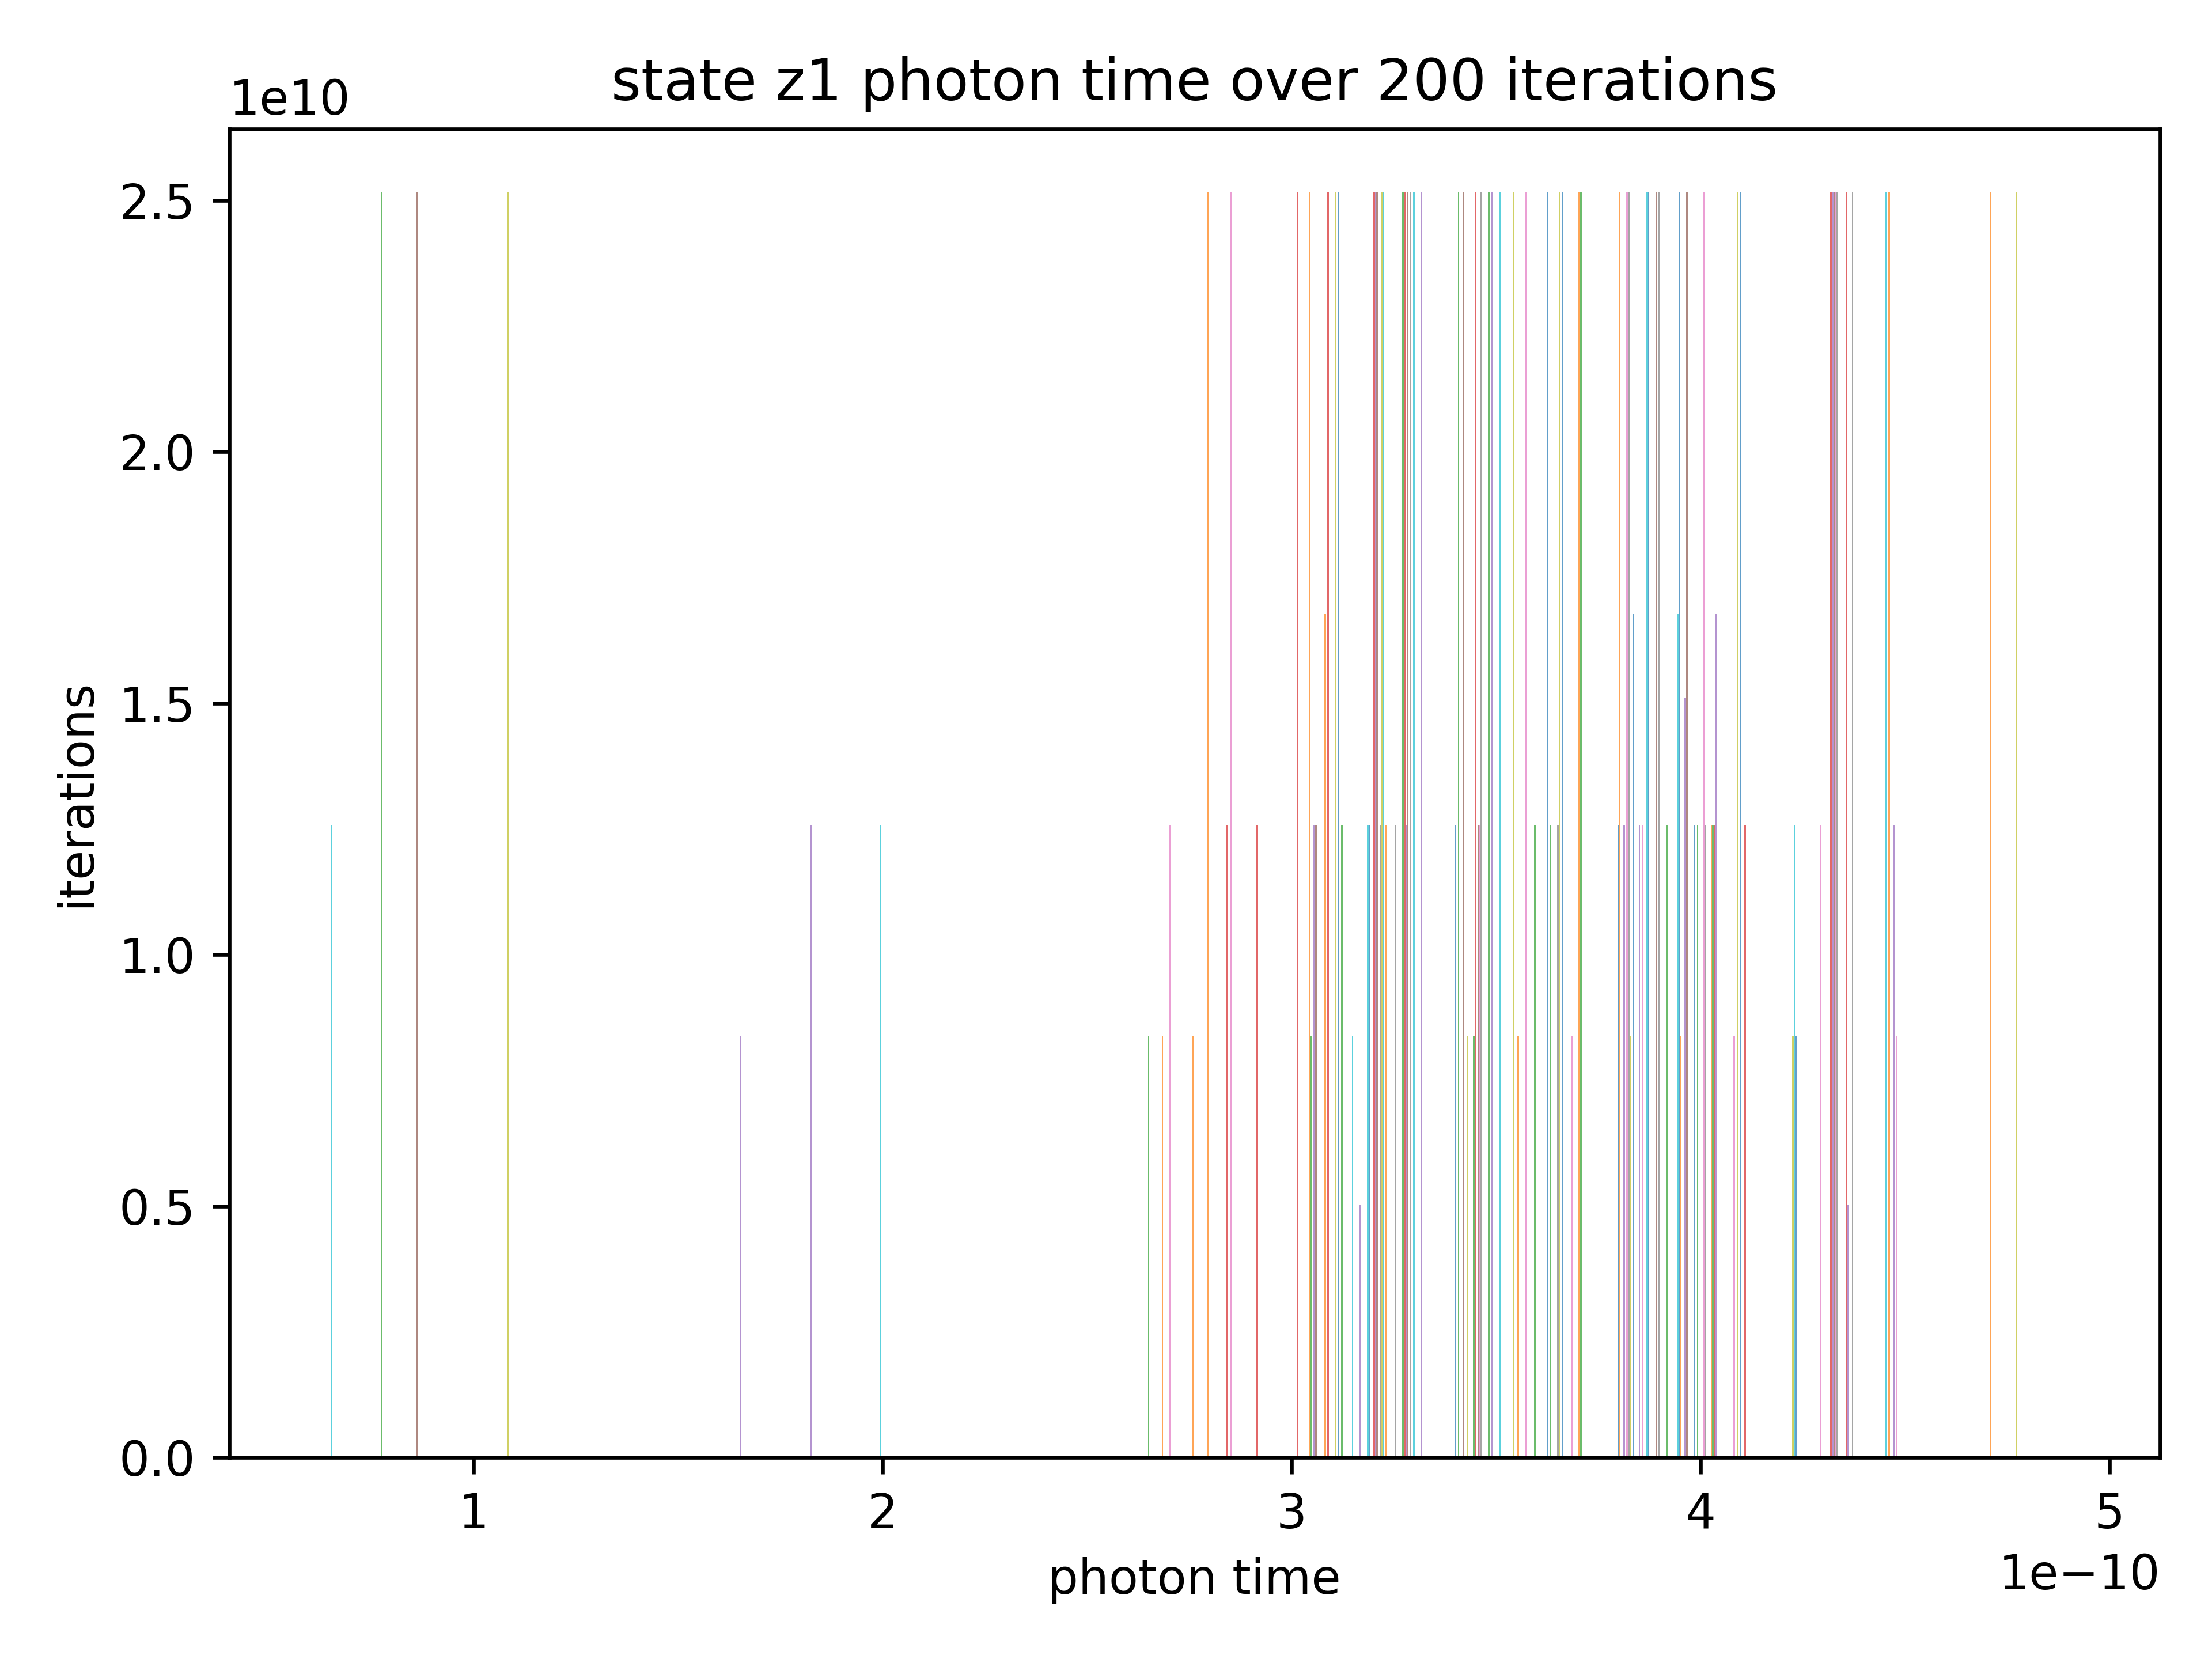 state z1 photon time over 200 iterations
1e10
2.5
2.0
1.5
1.0
0.5
0.0
iterations
1 2 3 4 5
1e−10
photon time